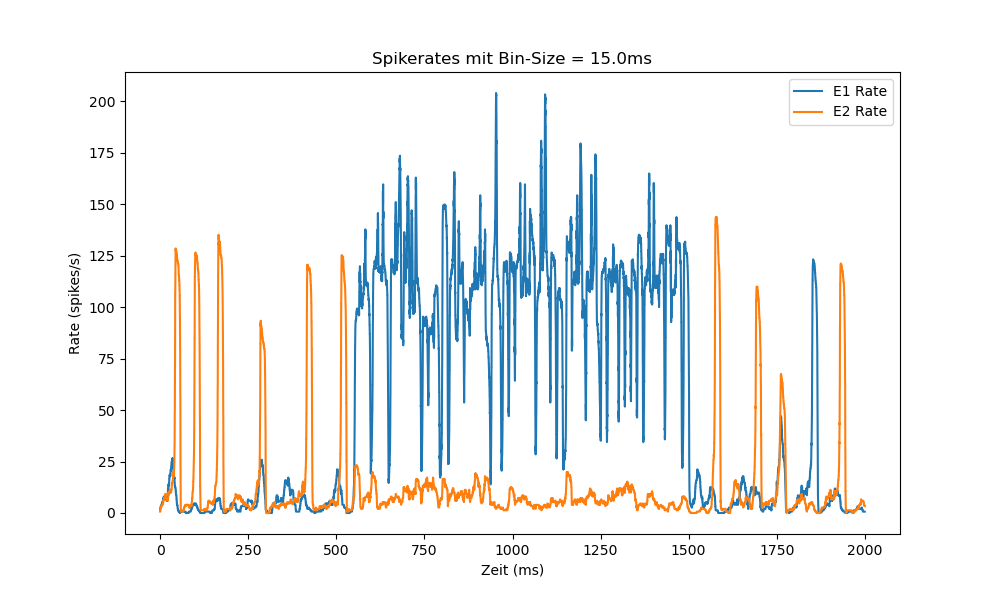 Spikerates mit Bin-Size = 15.0ms
E1 Rate
E2 Rate
200
175
150
125
100
75
50
25
0
Rate (spikes/s)
0 250 500 750 1000 1250 1500 1750 2000
Zeit (ms)